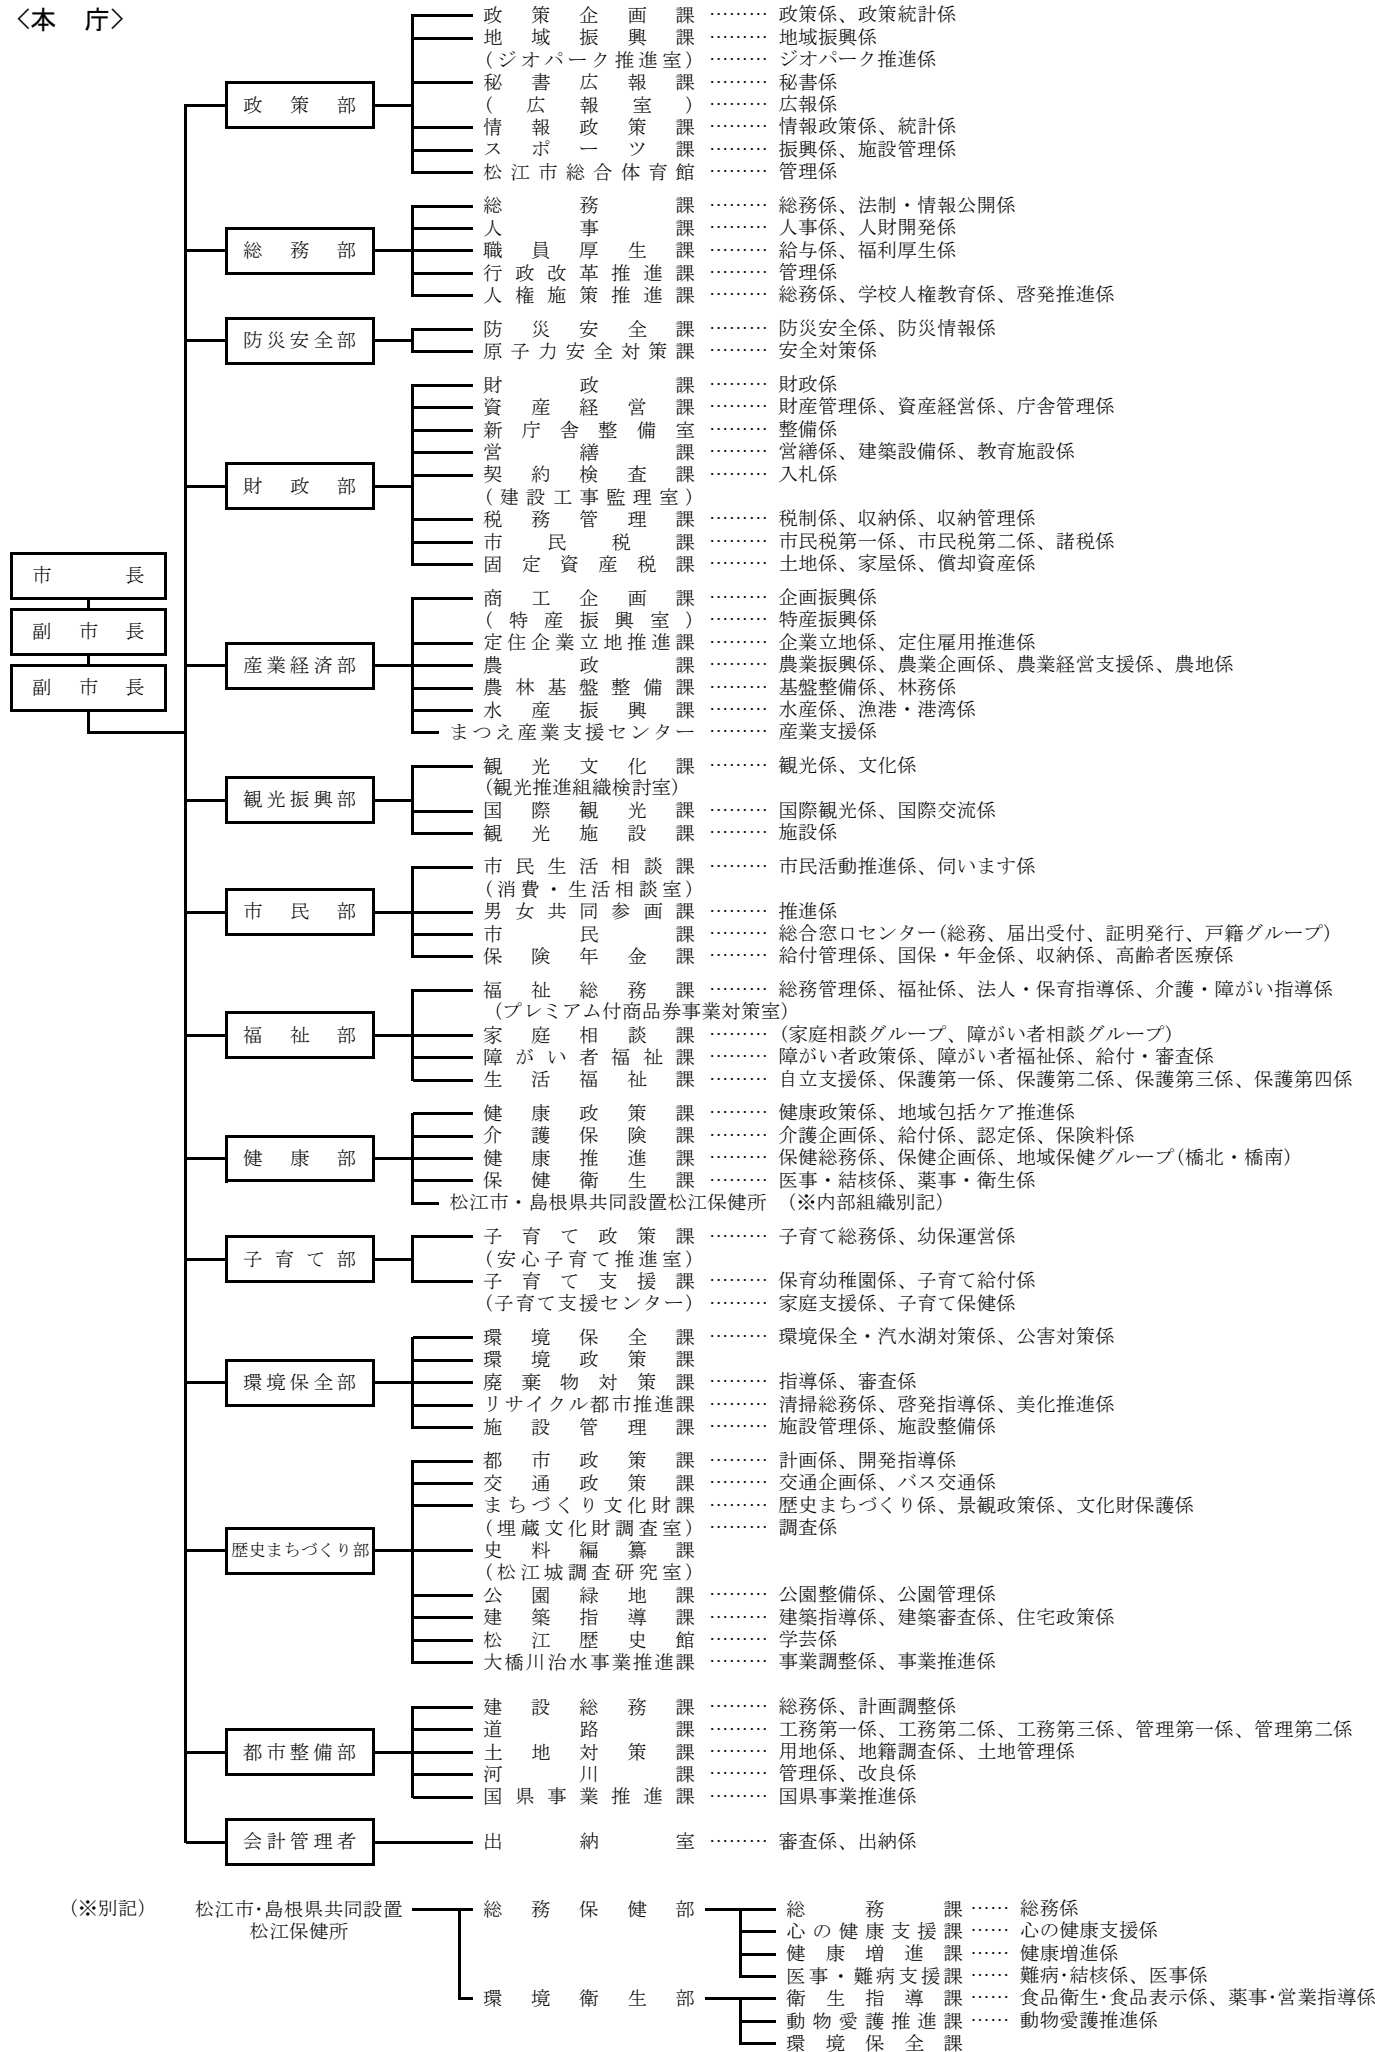 〈本　庁〉
市長
副市長
副市長
政策部
政策企画課 ……… 政策係、政策統計係
地域振興課 ……… 地域振興係
(ジオパーク推進室) ……… ジオパーク推進係
秘書広報課 ……… 秘書係
(広報室) ……… 広報係
情報政策課 ……… 情報政策係、統計係
スポーツ課 ……… 振興係、施設管理係
松江市総合体育館 ……… 管理係
総務部
総務課 ……… 総務係、法制・情報公開係
人事課 ……… 人事係、人財開発係
職員厚生課 ……… 給与係、福利厚生係
行政改革推進課 ……… 管理係
人権施策推進課 ……… 総務係、学校人権教育係、啓発推進係
防災安全部
防災安全課 ……… 防災安全係、防災情報係
原子力安全対策課 ……… 安全対策係
財政部
財政課 ……… 財政係
資産経営課 ……… 財産管理係、資産経営係、庁舎管理係
新庁舎整備室 ……… 整備係
営繕課 ……… 営繕係、建築設備係、教育施設係
契約検査課 ……… 入札係
(建設工事監理室)
税務管理課 ……… 税制係、収納係、収納管理係
市民税課 ……… 市民税第一係、市民税第二係、諸税係
固定資産税課 ……… 土地係、家屋係、償却資産係
産業経済部
商工企画課 ……… 企画振興係
(特産振興室) ……… 特産振興係
定住企業立地推進課 ……… 企業立地係、定住雇用推進係
農政課 ……… 農業振興係、農業企画係、農業経営支援係、農地係
農林基盤整備課 ……… 基盤整備係、林務係
水産振興課 ……… 水産係、漁港・港湾係
まつえ産業支援センター ……… 産業支援係
観光振興部
観光文化課 ……… 観光係、文化係
(観光推進組織検討室)
国際観光課 ……… 国際観光係、国際交流係
観光施設課 ……… 施設係
市民部
市民生活相談課 ……… 市民活動推進係、伺います係
(消費・生活相談室)
男女共同参画課 ……… 推進係
市民課 ……… 総合窓口センター(総務、届出受付、証明発行、戸籍グループ)
保険年金課 ……… 給付管理係、国保・年金係、収納係、高齢者医療係
福祉部
福祉総務課 ……… 総務管理係、福祉係、法人・保育指導係、介護・障がい指導係
(プレミアム付商品券事業対策室)
家庭相談課 ……… (家庭相談グループ、障がい者相談グループ)
障がい者福祉課 ……… 障がい者政策係、障がい者福祉係、給付・審査係
生活福祉課 ……… 自立支援係、保護第一係、保護第二係、保護第三係、保護第四係
健康部
健康政策課 ……… 健康政策係、地域包括ケア推進係
介護保険課 ……… 介護企画係、給付係、認定係、保険料係
健康推進課 ……… 保健総務係、保健企画係、地域保健グループ(橋北・橋南)
保健衛生課 ……… 医事・結核係、薬事・衛生係
松江市・島根県共同設置松江保健所　(※内部組織別記)
子育て部
子育て政策課 ……… 子育て総務係、幼保運営係
(安心子育て推進室)
子育て支援課 ……… 保育幼稚園係、子育て給付係
(子育て支援センター) ……… 家庭支援係、子育て保健係
環境保全部
環境保全課 ……… 環境保全・汽水湖対策係、公害対策係
環境政策課
廃棄物対策課 ……… 指導係、審査係
リサイクル都市推進課 ……… 清掃総務係、啓発指導係、美化推進係
施設管理課 ……… 施設管理係、施設整備係
歴史まちづくり部
都市政策課 ……… 計画係、開発指導係
交通政策課 ……… 交通企画係、バス交通係
まちづくり文化財課 ……… 歴史まちづくり係、景観政策係、文化財保護係
(埋蔵文化財調査室) ……… 調査係
史料編纂課
(松江城調査研究室)
公園緑地課 ……… 公園整備係、公園管理係
建築指導課 ……… 建築指導係、建築審査係、住宅政策係
松江歴史館 ……… 学芸係
大橋川治水事業推進課 ……… 事業調整係、事業推進係
都市整備部
建設総務課 ……… 総務係、計画調整係
道路課 ……… 工務第一係、工務第二係、工務第三係、管理第一係、管理第二係
土地対策課 ……… 用地係、地籍調査係、土地管理係
河川課 ……… 管理係、改良係
国県事業推進課 ……… 国県事業推進係
会計管理者
出納室 ……… 審査係、出納係
(※別記)
松江市・島根県共同設置
松江保健所
総務保健部
総務課 …… 総務係
心の健康支援課 …… 心の健康支援係
健康増進課 …… 健康増進係
医事・難病支援課 …… 難病・結核係、医事係
環境衛生部
衛生指導課 …… 食品衛生・食品表示係、薬事・営業指導係
動物愛護推進課 …… 動物愛護推進係
環境保全課